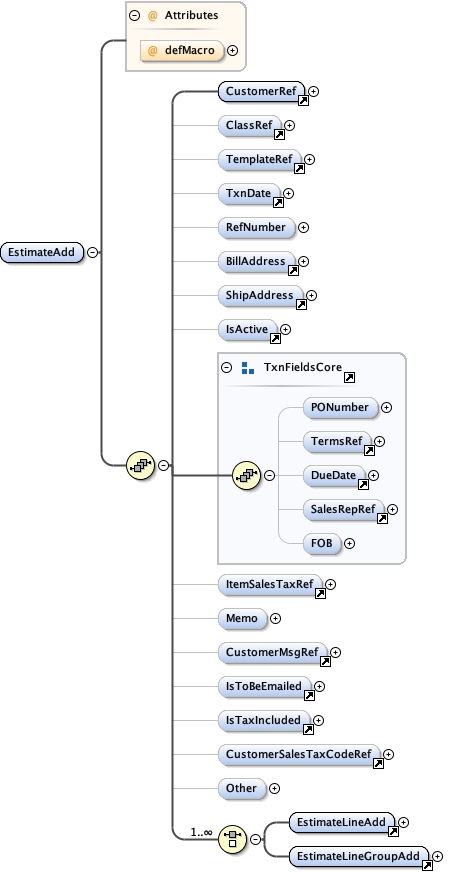 @ Attributes
@ defMacro
CustomerRef
ClassRef
TemplateRef
TxnDate
RefNumber
EstimateAdd
BillAddress
ShipAddress
IsActive
TxnFieldsCore
PONumber
TermsRef
DueDate
SalesRepRef
FOB
ItemSalesTaxRef
Memo
CustomerMsgRef
IsToBeEmailed
IsTaxIncluded
CustomerSalesTaxCodeRef
Other
1..∞
EstimateLineAdd
EstimateLineGroupAdd